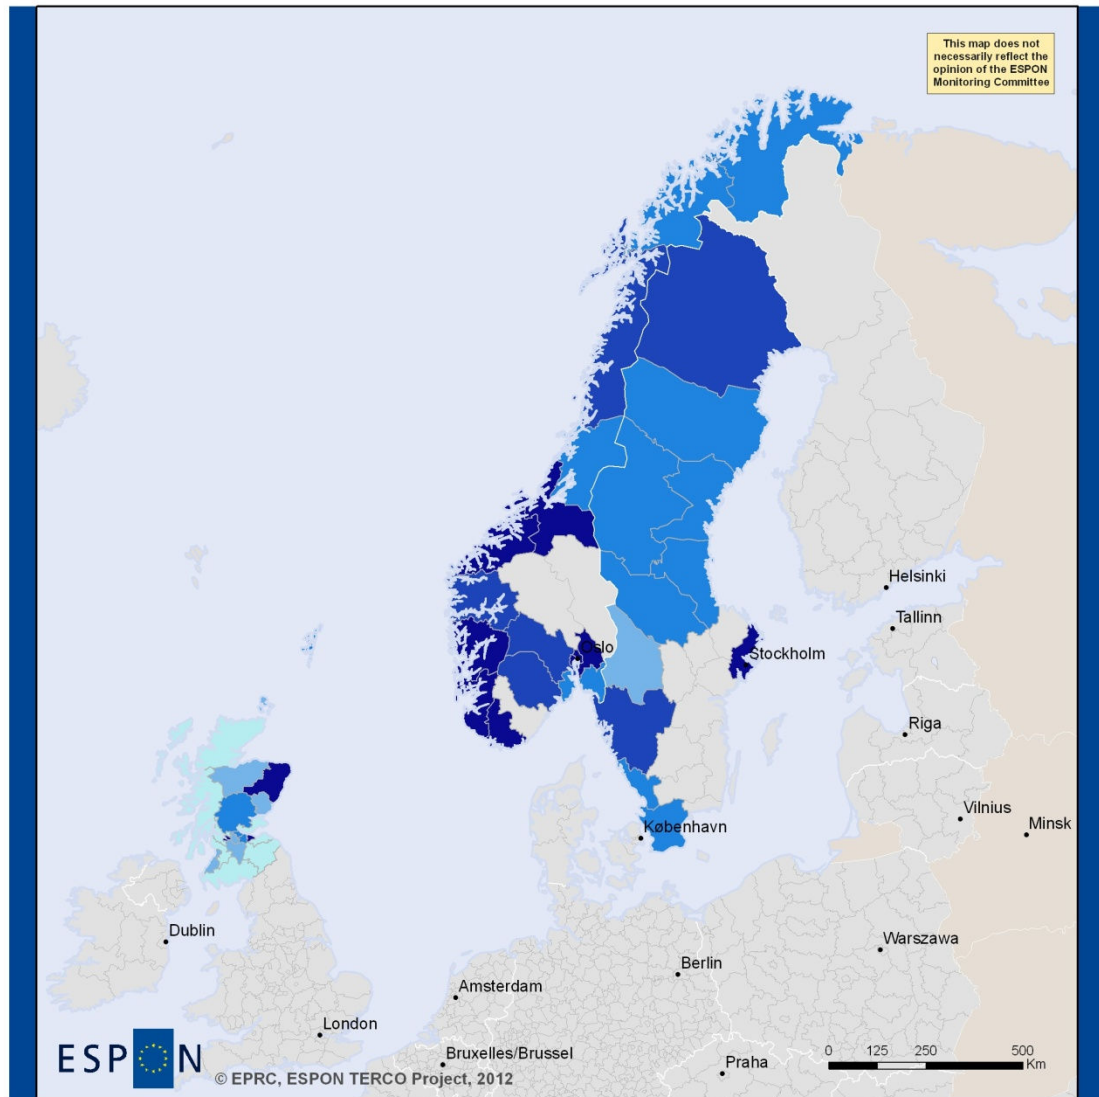 This map does not
necessarily reflect the
opinion of the ESPON
Monitoring Committee
Helsinki
Tallinn
Oslo
Stockholm
Riga
Vilnius
Minsk
København
Dublin
Warszawa
Berlin
Amsterdam
London
Bruxelles/Brussel
Praha
0 125 250 500
Km
ESPON
© EPRC, ESPON TERCO Project, 2012